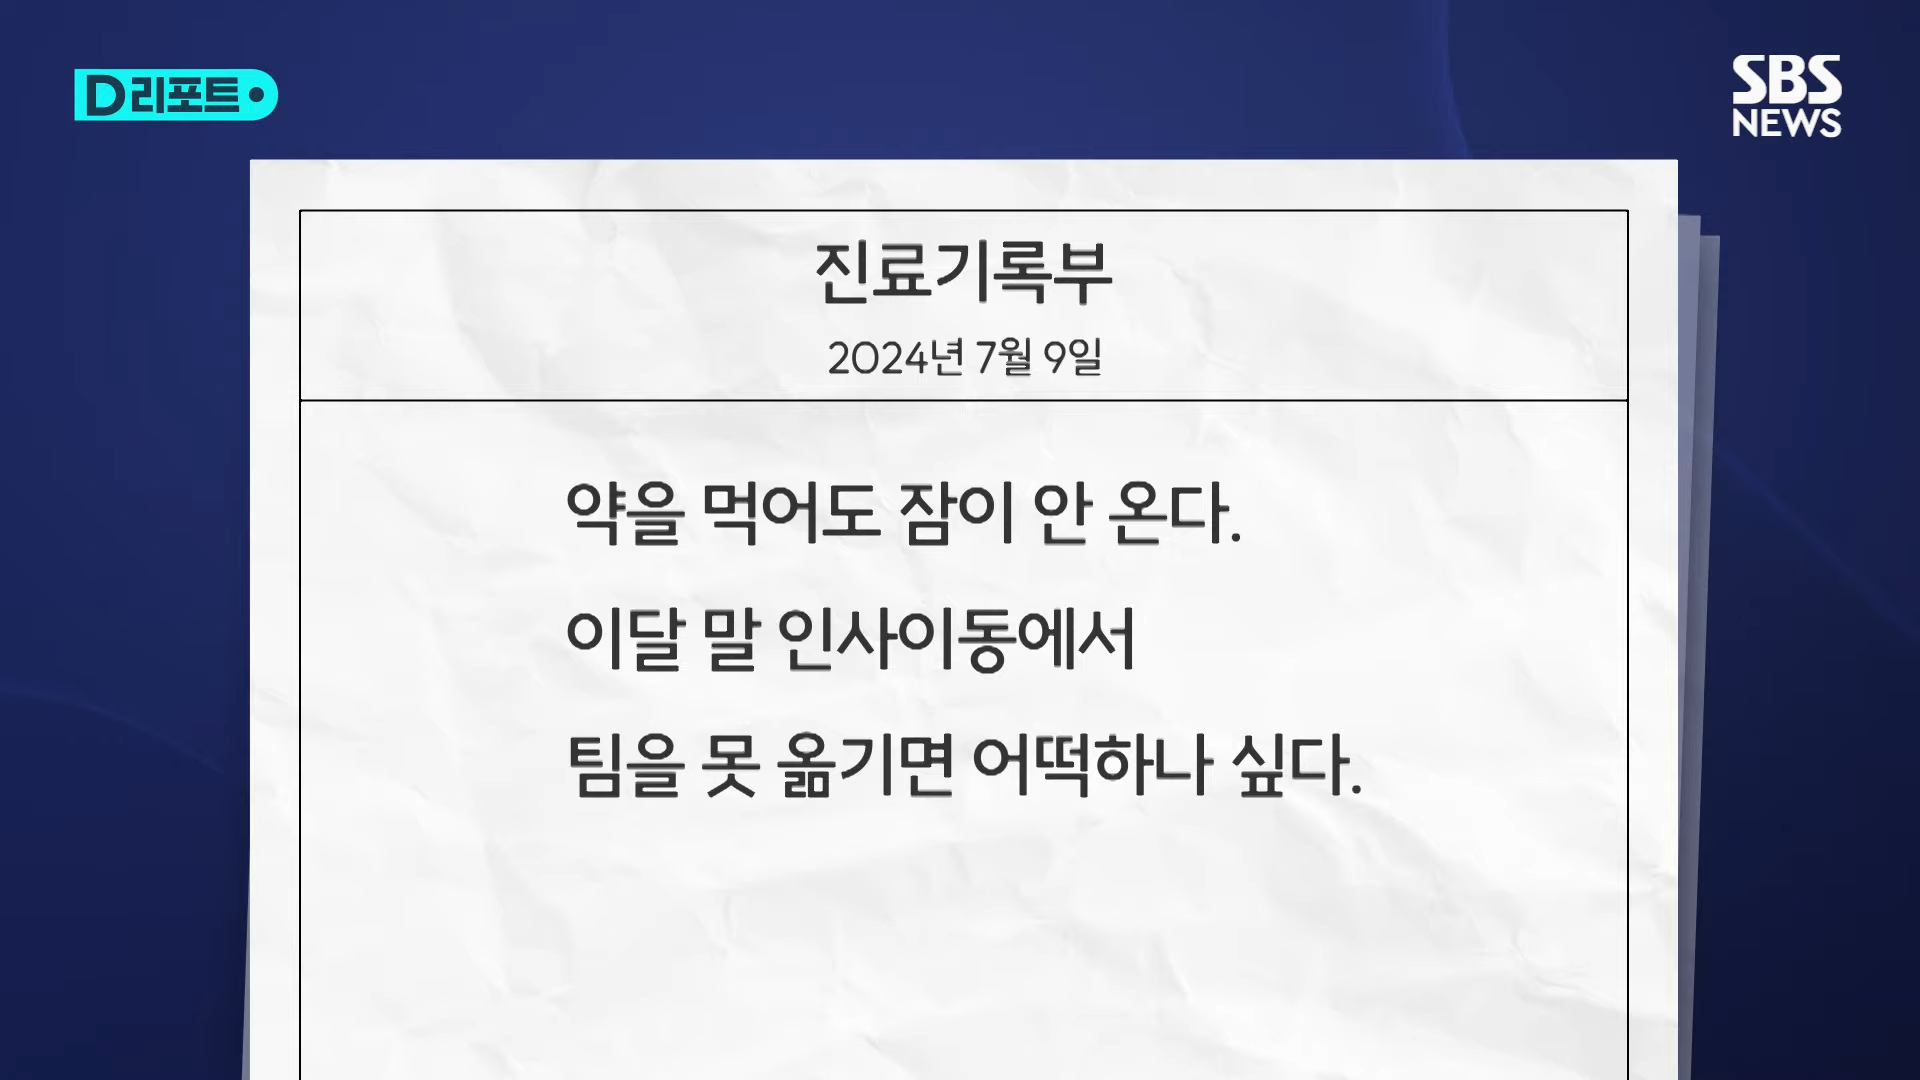 D리포트
SBS
NEWS
진료기록부
2024년 7월 9일
약을 먹어도 잠이 안 온다.
이달 말 인사이동에서
팀을 못 옮기면 어떡하나 싶다.